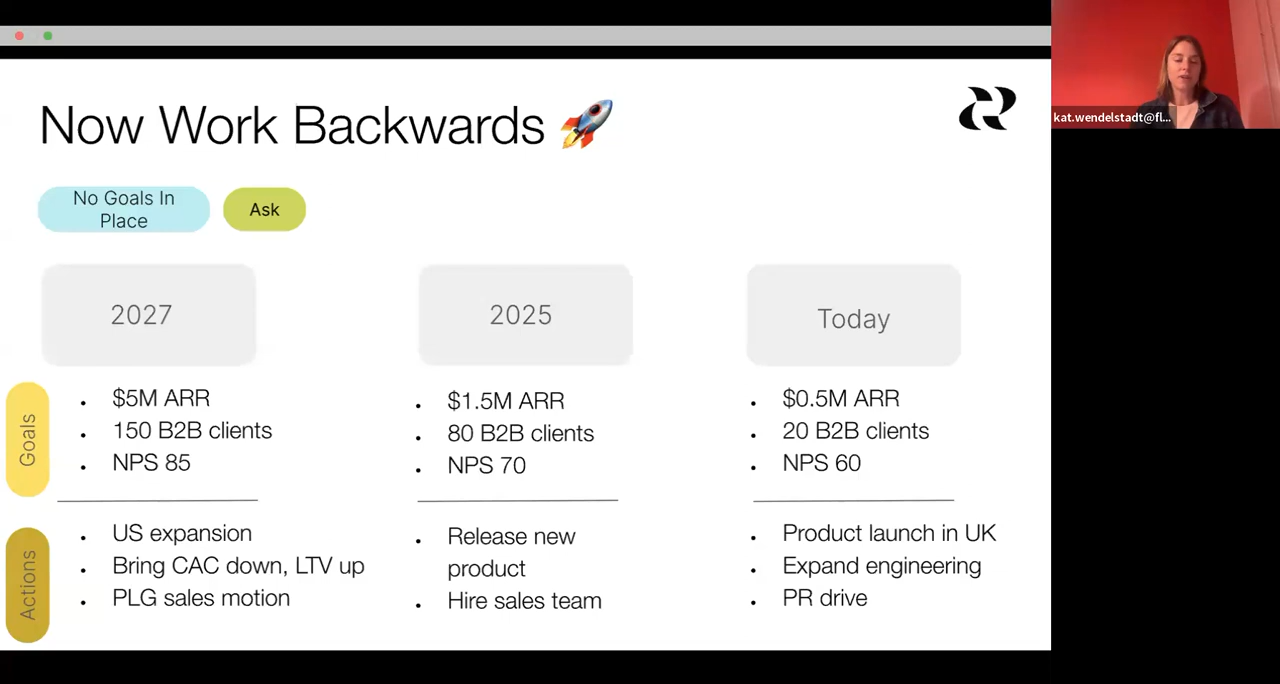 Now Work Backwards
kat.wendelstadt@fl...
No Goals In
Place
Ask
2027
2025
Today
Goals
$5M ARR
150 B2B clients
NPS 85
$1.5M ARR
80 B2B clients
NPS 70
$0.5M ARR
20 B2B clients
NPS 60
Actions
US expansion
Bring CAC down, LTV up
PLG sales motion
Release new
product
Hire sales team
Product launch in UK
Expand engineering
PR drive